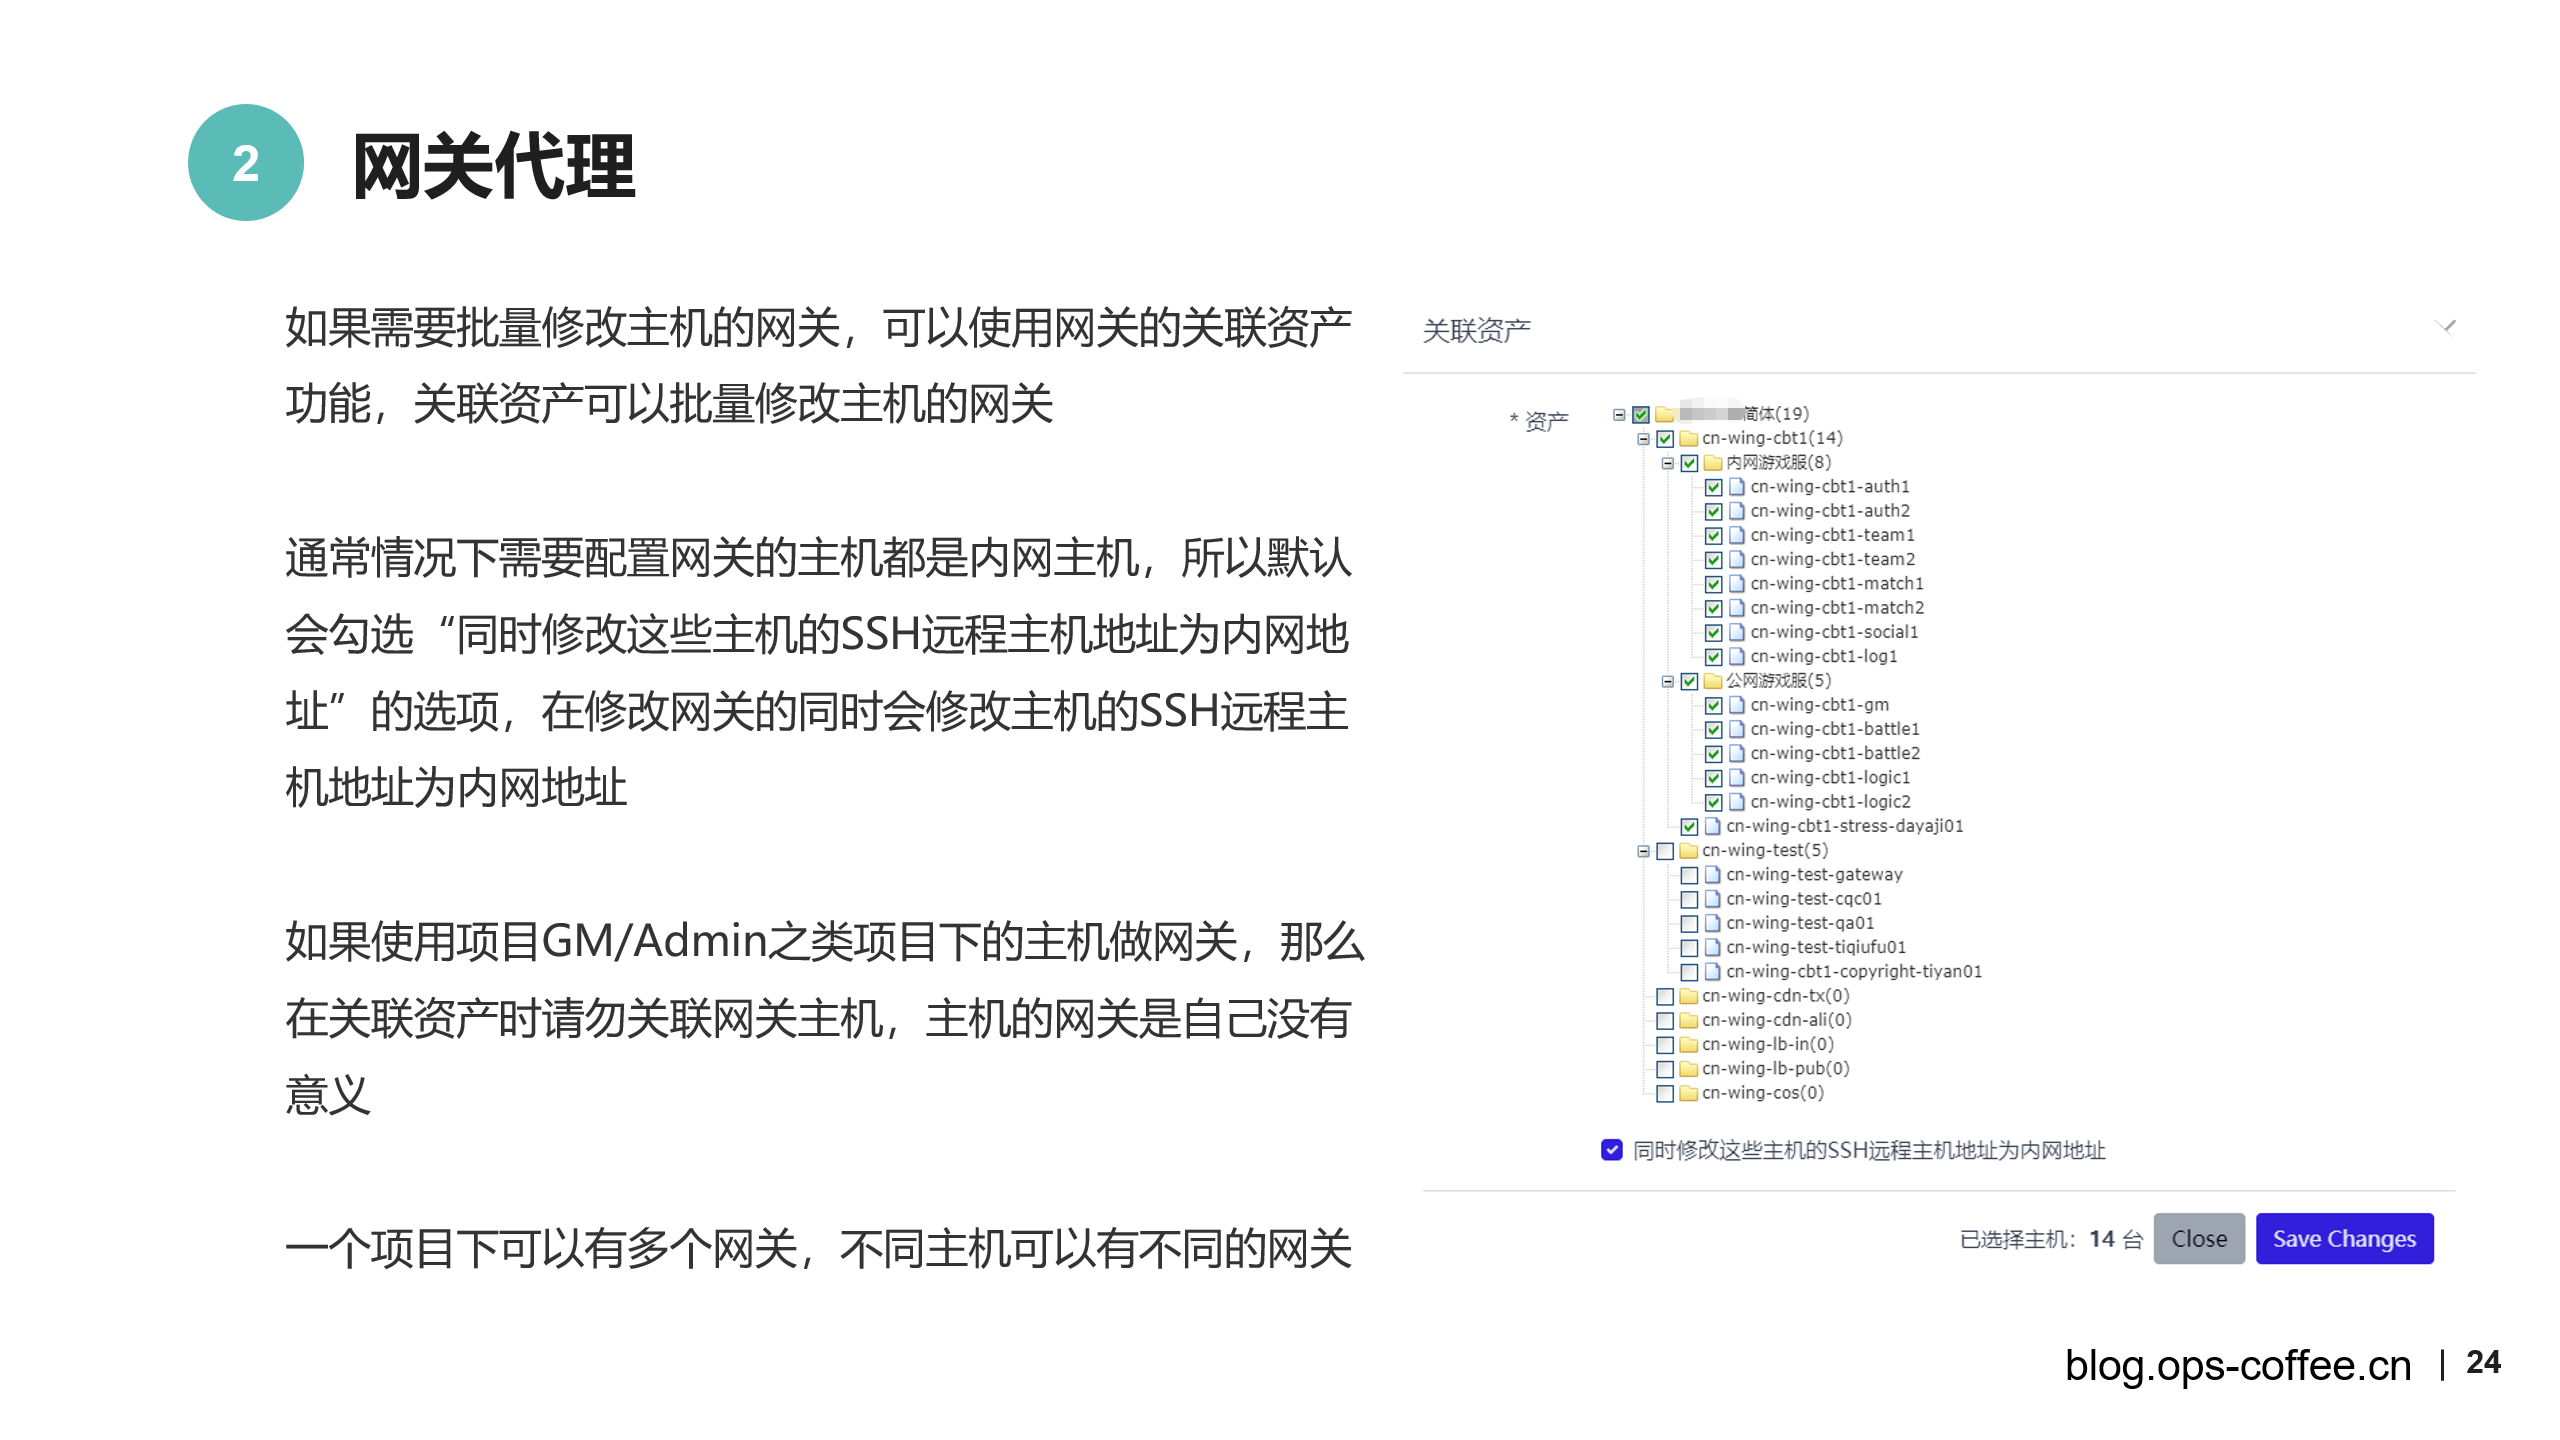 2
网关代理
如果需要批量修改主机的网关，可以使用网关的关联资产
功能，关联资产可以批量修改主机的网关
通常情况下需要配置网关的主机都是内网主机，所以默认
会勾选“同时修改这些主机的SSH远程主机地址为内网地
址”的选项，在修改网关的同时会修改主机的SSH远程主
机地址为内网地址
如果使用项目GM/Admin之类项目下的主机做网关，那么
在关联资产时请勿关联网关主机，主机的网关是自己没有
意义
一个项目下可以有多个网关，不同主机可以有不同的网关
关联资产
* 资产
简体(19)
cn-wing-cbt1(14)
内网游戏服(8)
cn-wing-cbt1-auth1
cn-wing-cbt1-auth2
cn-wing-cbt1-team1
cn-wing-cbt1-team2
cn-wing-cbt1-match1
cn-wing-cbt1-match2
cn-wing-cbt1-social1
cn-wing-cbt1-log1
公网游戏服(5)
cn-wing-cbt1-gm
cn-wing-cbt1-battle1
cn-wing-cbt1-battle2
cn-wing-cbt1-logic1
cn-wing-cbt1-logic2
cn-wing-cbt1-stress-dayaji01
cn-wing-test(5)
cn-wing-test-gateway
cn-wing-test-cqc01
cn-wing-test-qa01
cn-wing-test-tiqiufu01
cn-wing-cbt1-copyright-tiyan01
cn-wing-cdn-tx(0)
cn-wing-cdn-ali(0)
cn-wing-lb-in(0)
cn-wing-lb-pub(0)
cn-wing-cos(0)
同时修改这些主机的SSH远程主机地址为内网地址
已选择主机：14 台 Close Save Changes
blog.ops-coffee.cn | 24